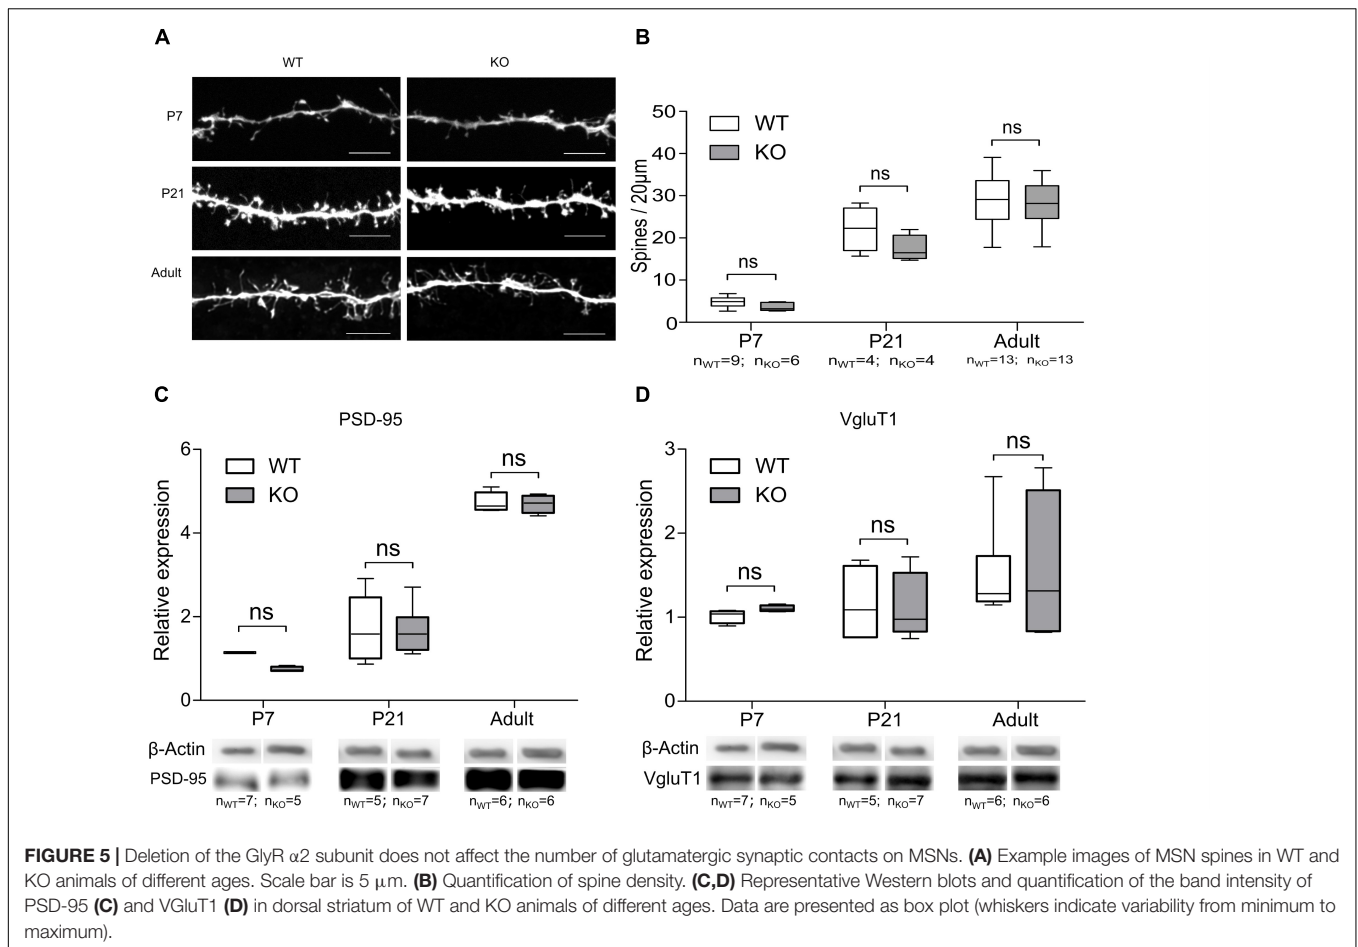 A
WT KO
P7
P21
Adult
B
Spines / 20μm
50
40
30
20
10
0
WT
KO
ns
ns
ns
P7 P21 Adult
nWT=9; nKO=6 nWT=4; nKO=4 nWT=13; nKO=13
C
PSD-95
Relative expression
6
4
2
0
WT
KO
ns
ns
ns
P7 P21 Adult
β-Actin
PSD-95
nWT=7; nKO=5 nWT=5; nKO=7 nWT=6; nKO=6
D
VgluT1
Relative expression
3
2
1
0
WT
KO
ns
ns
ns
P7 P21 Adult
β-Actin
VgluT1
nWT=7; nKO=5 nWT=5; nKO=7 nWT=6; nKO=6
FIGURE 5 | Deletion of the GlyR α2 subunit does not affect the number of glutamatergic synaptic contacts on MSNs. (A) Example images of MSN spines in WT and
KO animals of different ages. Scale bar is 5 μm. (B) Quantification of spine density. (C,D) Representative Western blots and quantification of the band intensity of
PSD-95 (C) and VGluT1 (D) in dorsal striatum of WT and KO animals of different ages. Data are presented as box plot (whiskers indicate variability from minimum to
maximum).